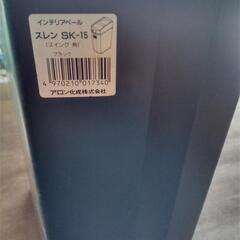 インテリアペール
スレン SK-15
（スイング 角）
ブラック
4 970210 017340
アロン化成株式会社